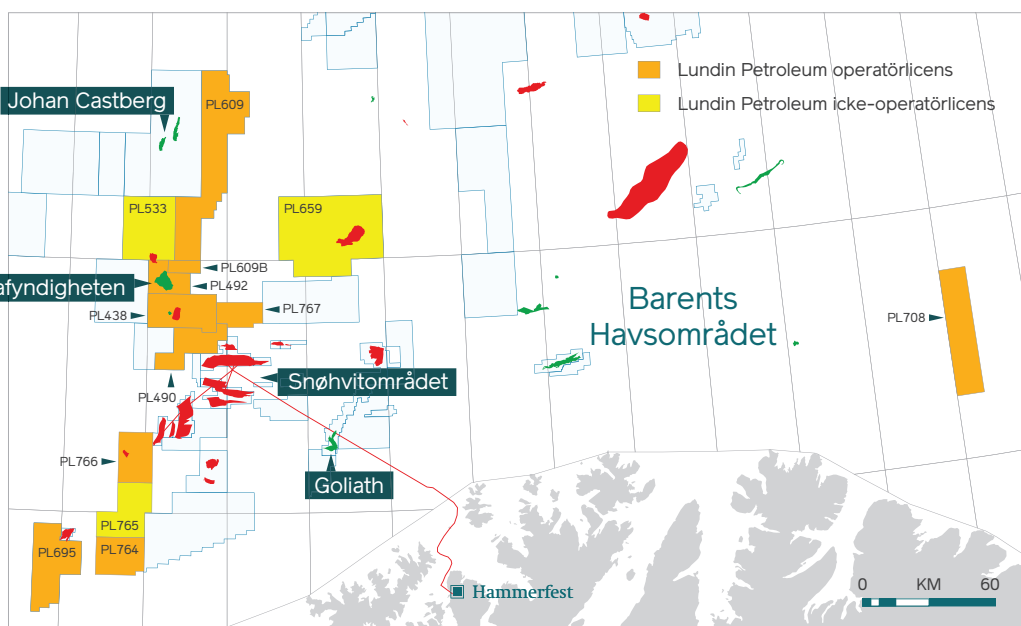 Johan Castberg
PL609
Lundin Petroleum operatörlicens
Lundin Petroleum icke-operatörlicens
PL533
PL659
PL609B
afyndigheten
PL492
PL438
PL767
Barents
Havsområdet
PL708
Snøhvitområdet
PL490
PL766
Goliath
PL765
PL695
PL764
0 KM 60
Hammerfest